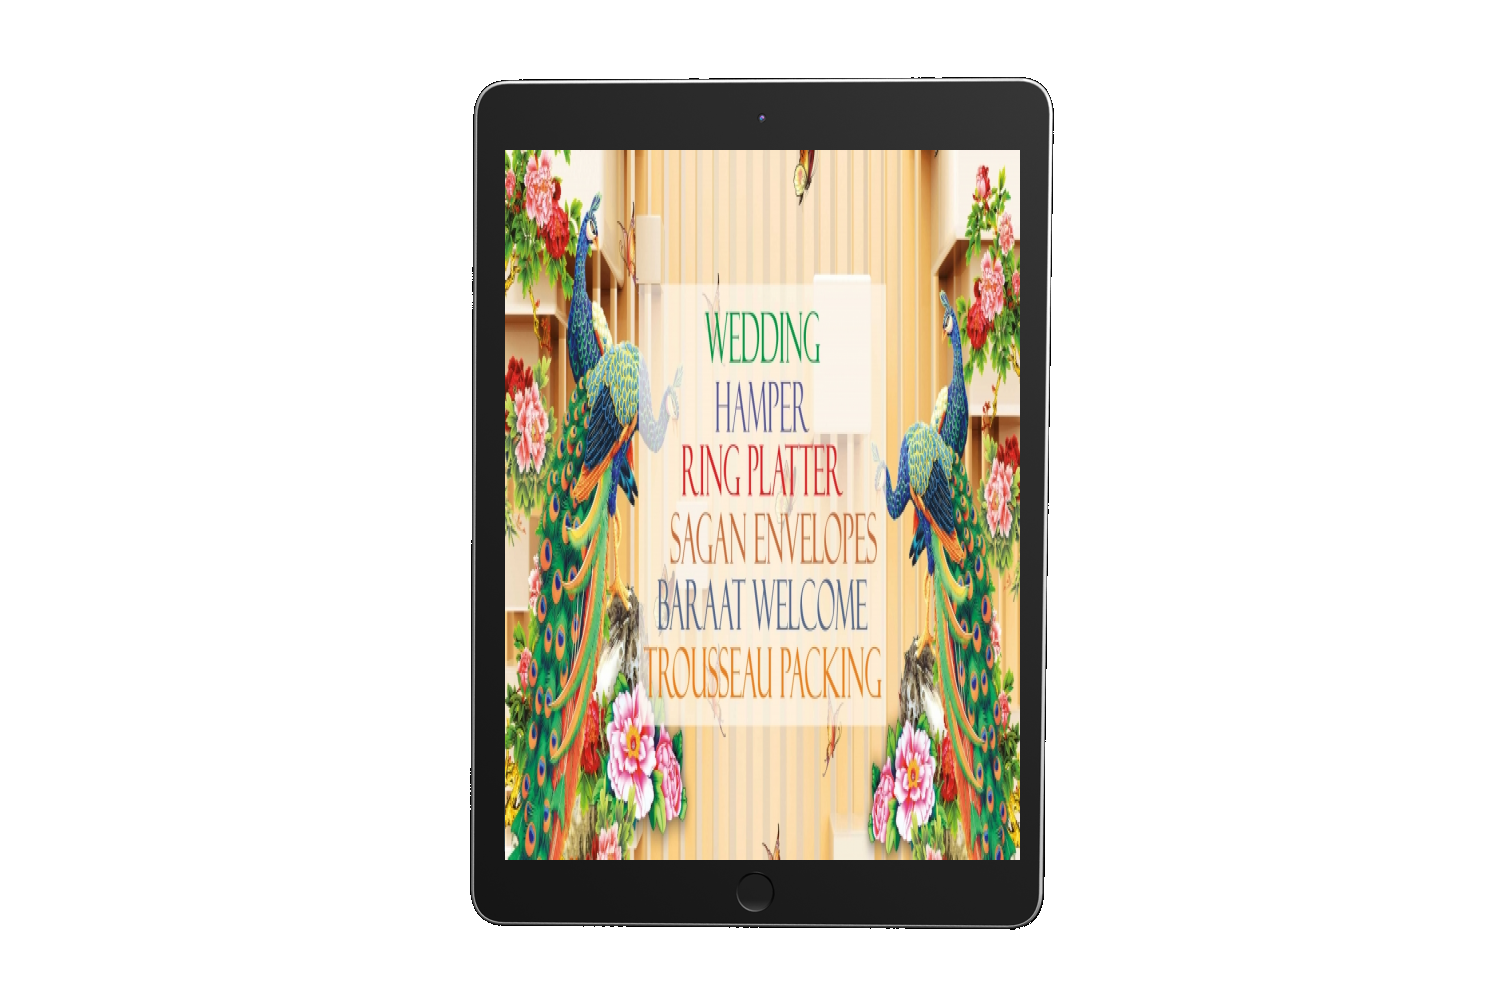 WEDDING
HAMPER
RING PLATTER
SAGAN ENVELOPES
BARAAT WELCOME
TROUSSEAU PACKING